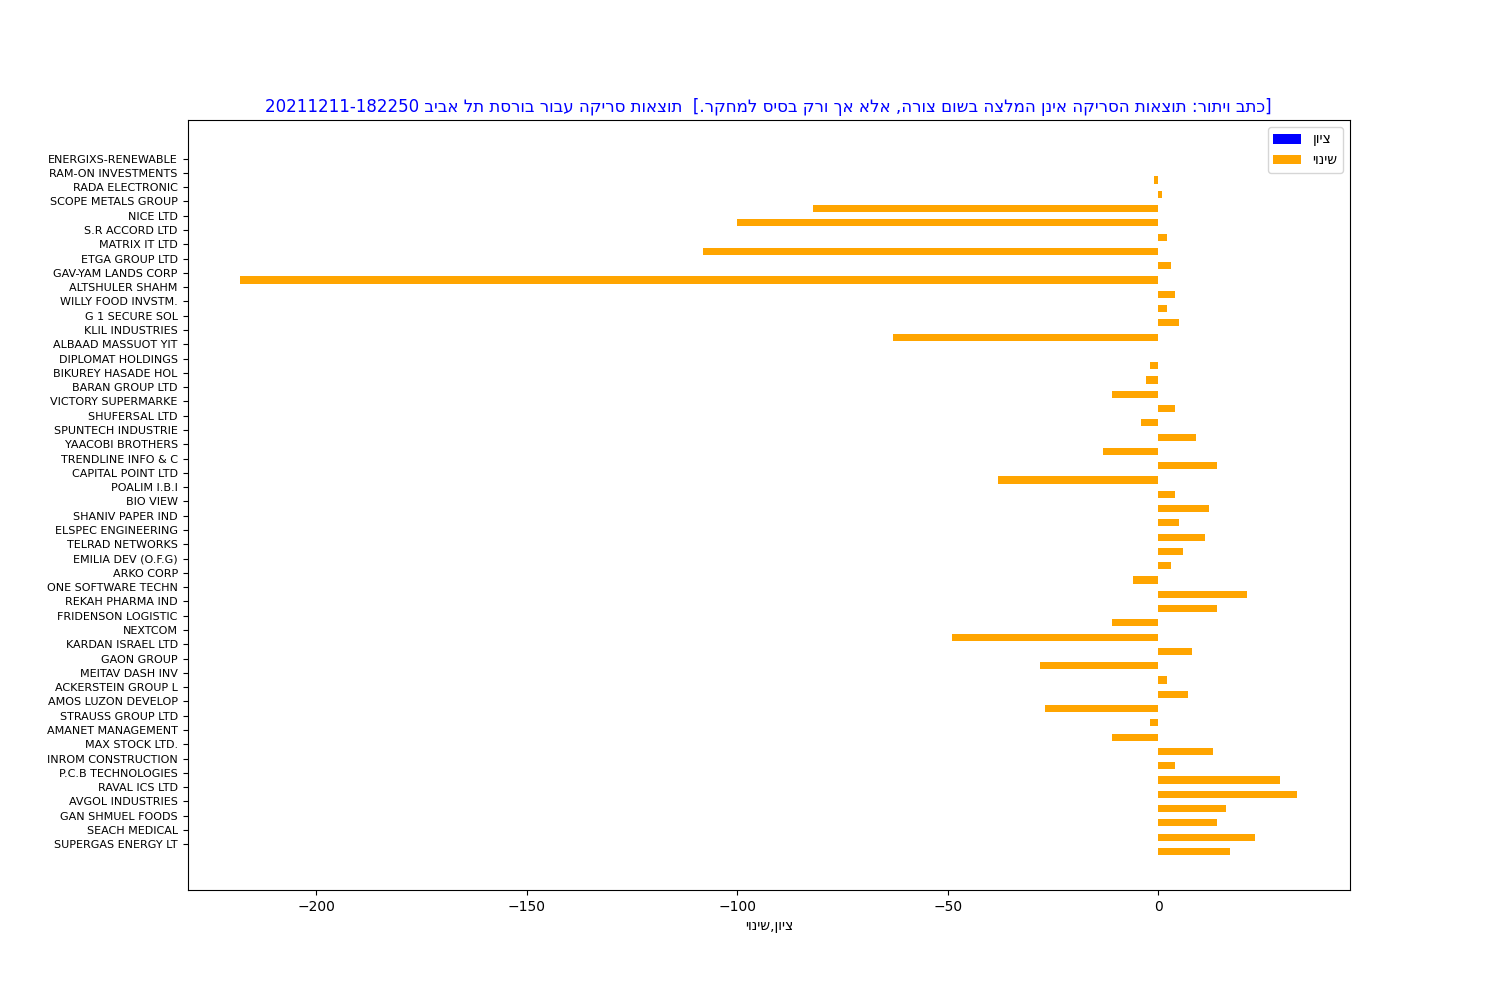 [כתב ויתור: תוצאות הסריקה אינן המלצה בשום צורה, אלא אך ורק בסיס למחקר.] תוצאות סריקה עבור בורסת תל אביב 20211211-182250
ציון
שינוי
ENERGIXS-RENEWABLE
RAM-ON INVESTMENTS
RADA ELECTRONIC
SCOPE METALS GROUP
NICE LTD
S.R ACCORD LTD
MATRIX IT LTD
ETGA GROUP LTD
GAV-YAM LANDS CORP
ALTSHULER SHAHM
WILLY FOOD INVSTM.
G 1 SECURE SOL
KLIL INDUSTRIES
ALBAAD MASSUOT YIT
DIPLOMAT HOLDINGS
BIKUREY HASADE HOL
BARAN GROUP LTD
VICTORY SUPERMARKE
SHUFERSAL LTD
SPUNTECH INDUSTRIE
YAACOBI BROTHERS
TRENDLINE INFO & C
CAPITAL POINT LTD
POALIM I.B.I
BIO VIEW
SHANIV PAPER IND
ELSPEC ENGINEERING
TELRAD NETWORKS
EMILIA DEV (O.F.G)
ARKO CORP
ONE SOFTWARE TECHN
REKAH PHARMA IND
FRIDENSON LOGISTIC
NEXTCOM
KARDAN ISRAEL LTD
GAON GROUP
MEITAV DASH INV
ACKERSTEIN GROUP L
AMOS LUZON DEVELOP
STRAUSS GROUP LTD
AMANET MANAGEMENT
MAX STOCK LTD.
INROM CONSTRUCTION
P.C.B TECHNOLOGIES
RAVAL ICS LTD
AVGOL INDUSTRIES
GAN SHMUEL FOODS
SEACH MEDICAL
SUPERGAS ENERGY LT
−200 −150 −100 −50 0
ציון,שינוי